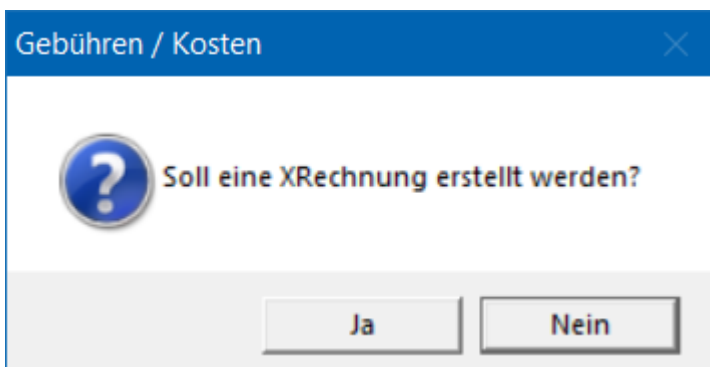 Gebühren / Kosten
Soll eine XRechnung erstellt werden?
Ja
Nein